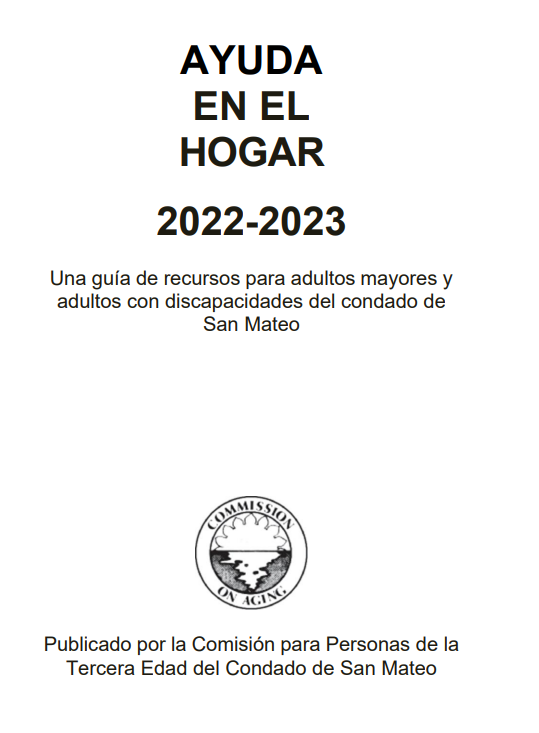 AYUDA
EN EL
HOGAR
2022-2023
Una guía de recursos para adultos mayores y
adultos con discapacidades del condado de
San Mateo
COMMISSION
ON AGING
Publicado por la Comisión para Personas de la
Tercera Edad del Condado de San Mateo